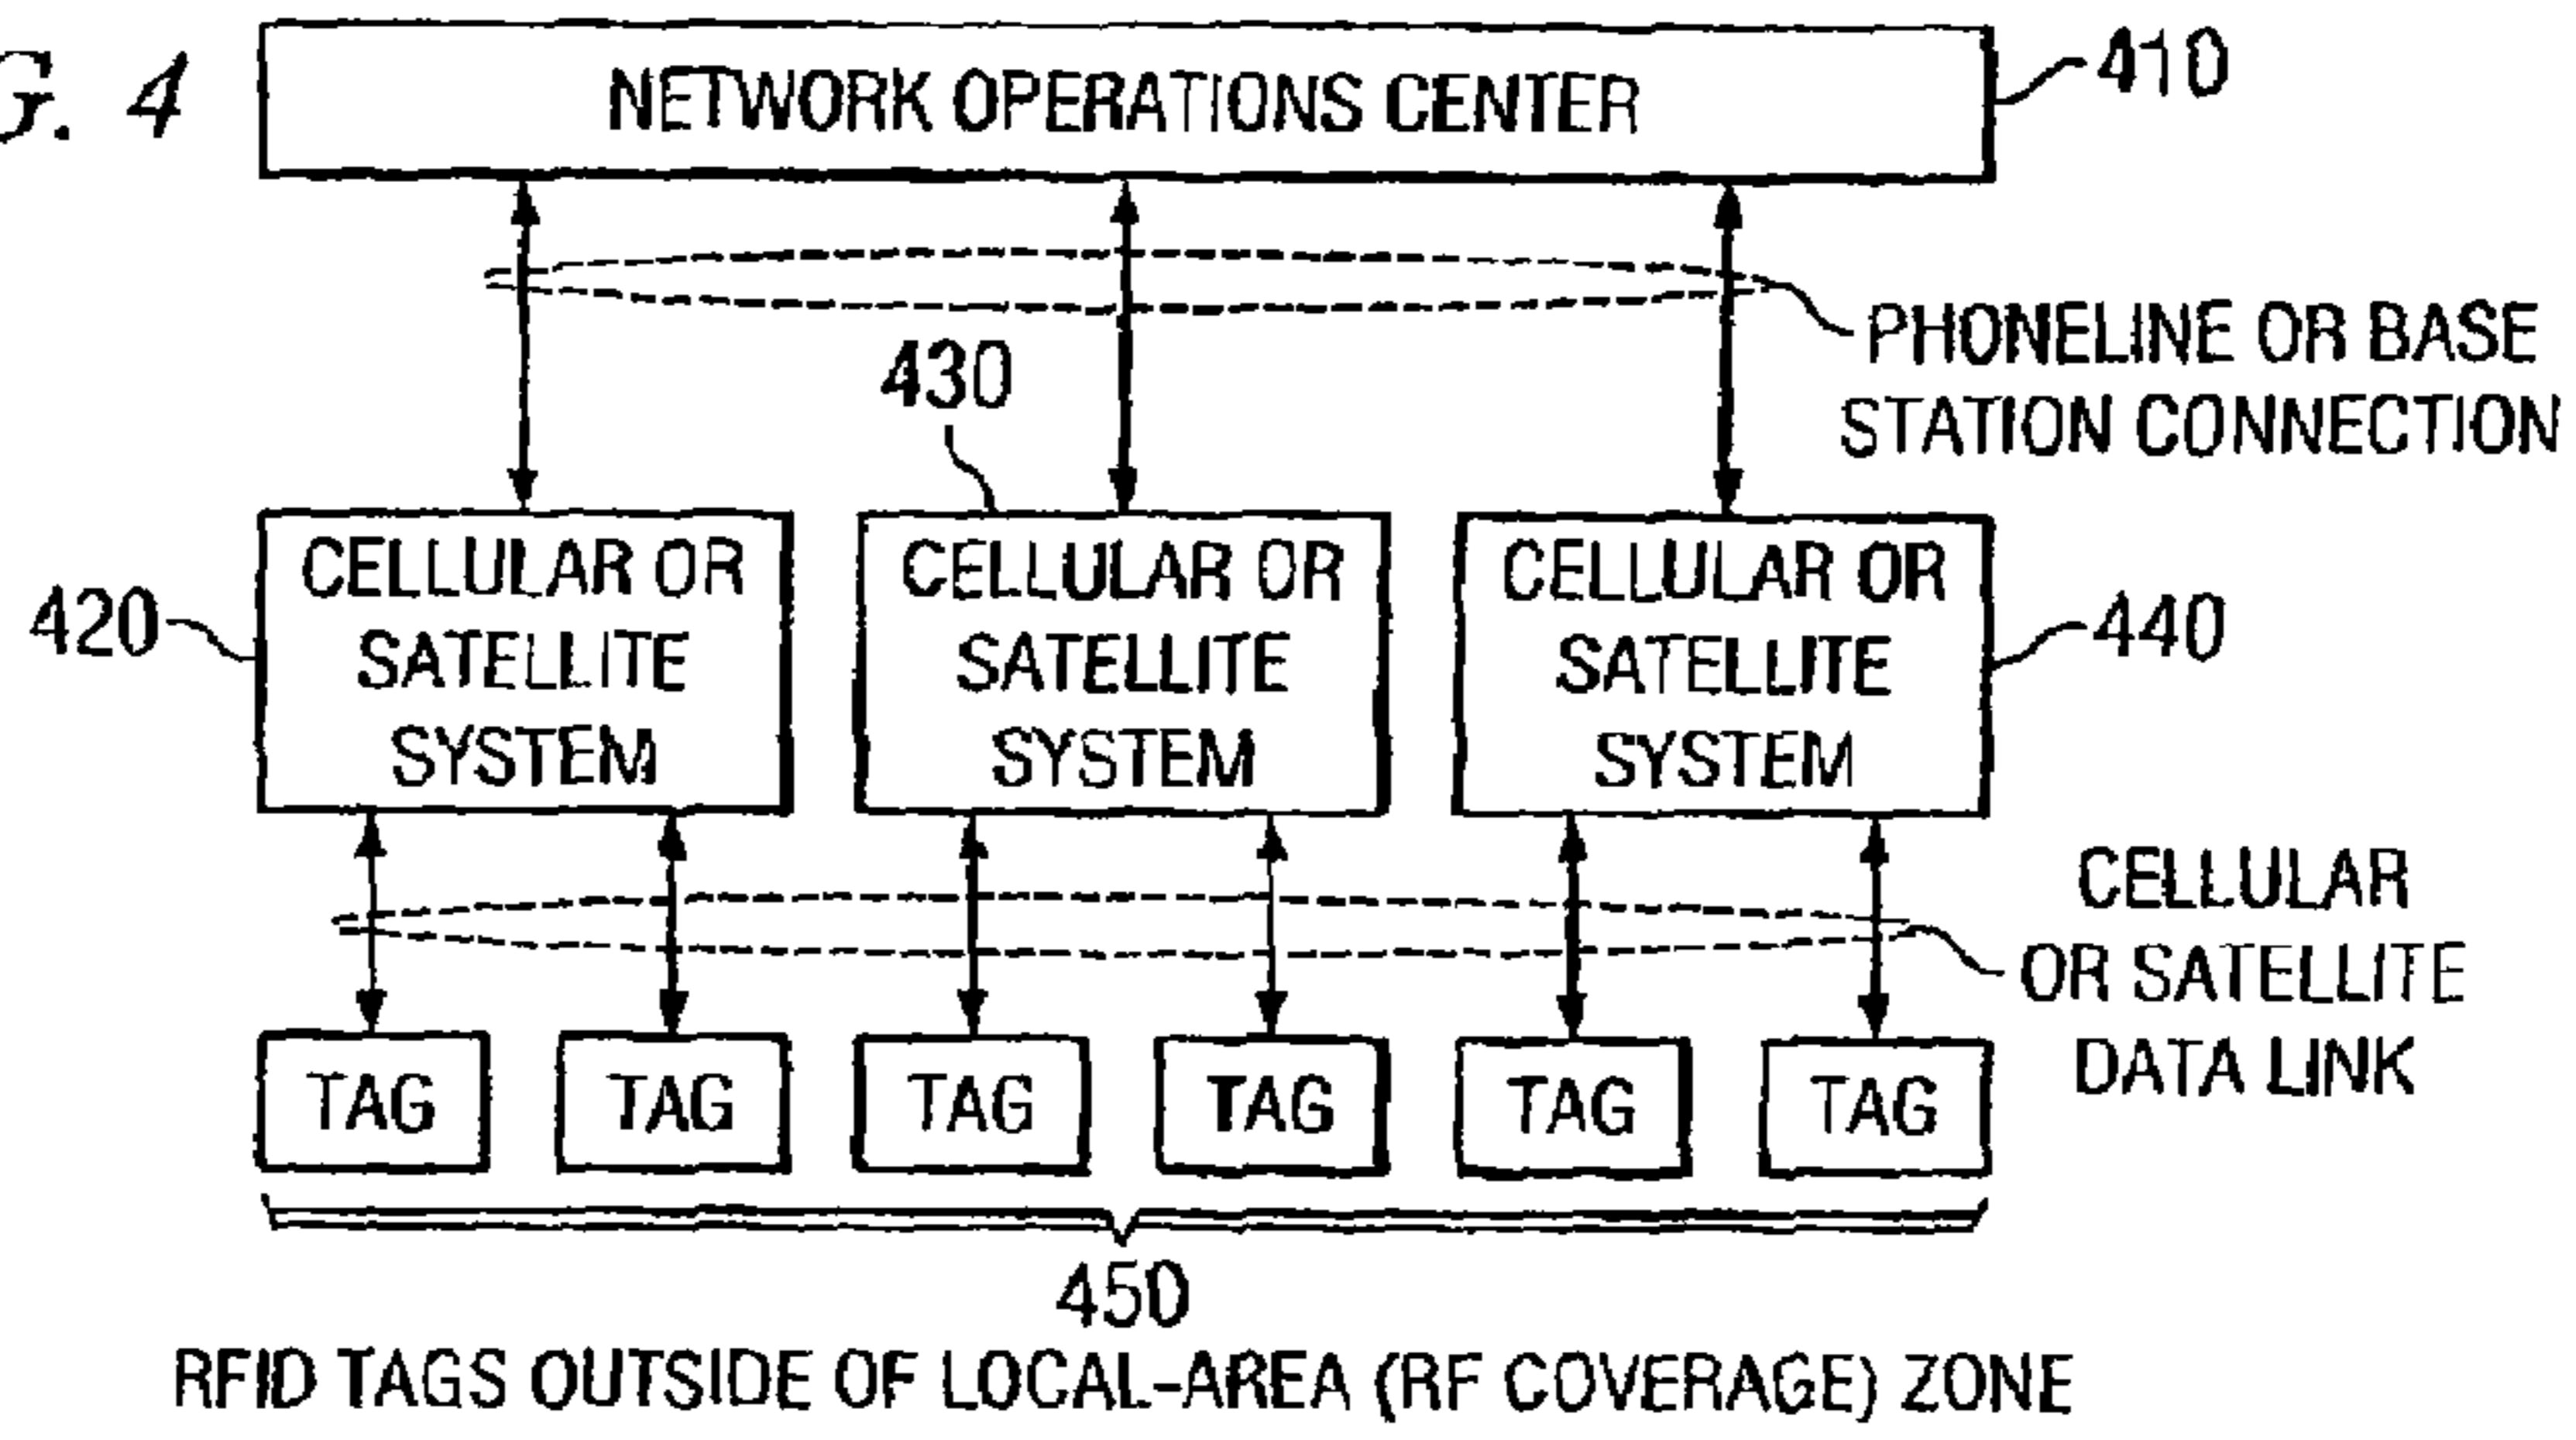 G. 4
NETWORK OPERATIONS CENTER
410
PHONELINE OR BASE
STATION CONNECTION
430
420
CELLULAR OR
SATELLITE
SYSTEM
CELLULAR OR
SATELLITE
SYSTEM
CELLULAR OR
SATELLITE
SYSTEM
440
CELLULAR
OR SATELLITE
DATA LINK
TAG
TAG
TAG
TAG
TAG
TAG
450
RFID TAGS OUTSIDE OF LOCAL-AREA (RF COVERAGE) ZONE